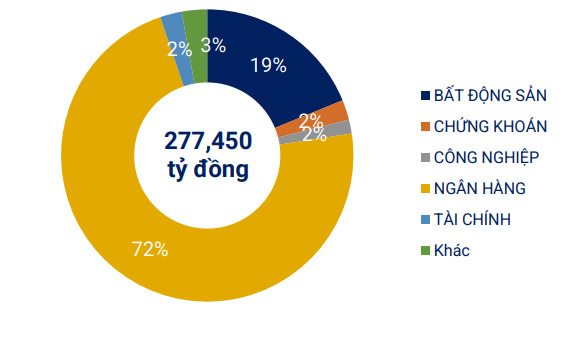 3%
2%
19%
2%
2%
277,450
tỷ đồng
72%
BẤT ĐỘNG SẢN
CHỨNG KHOÁN
CÔNG NGHIỆP
NGÂN HÀNG
TÀI CHÍNH
Khác